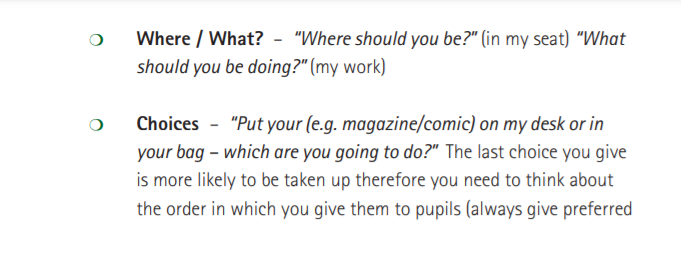 Where / What? – “Where should you be?” (in my seat) “What
should you be doing?” (my work)
Choices – “Put your (e.g. magazine/comic) on my desk or in
your bag – which are you going to do?” The last choice you give
is more likely to be taken up therefore you need to think about
the order in which you give them to pupils (always give preferred